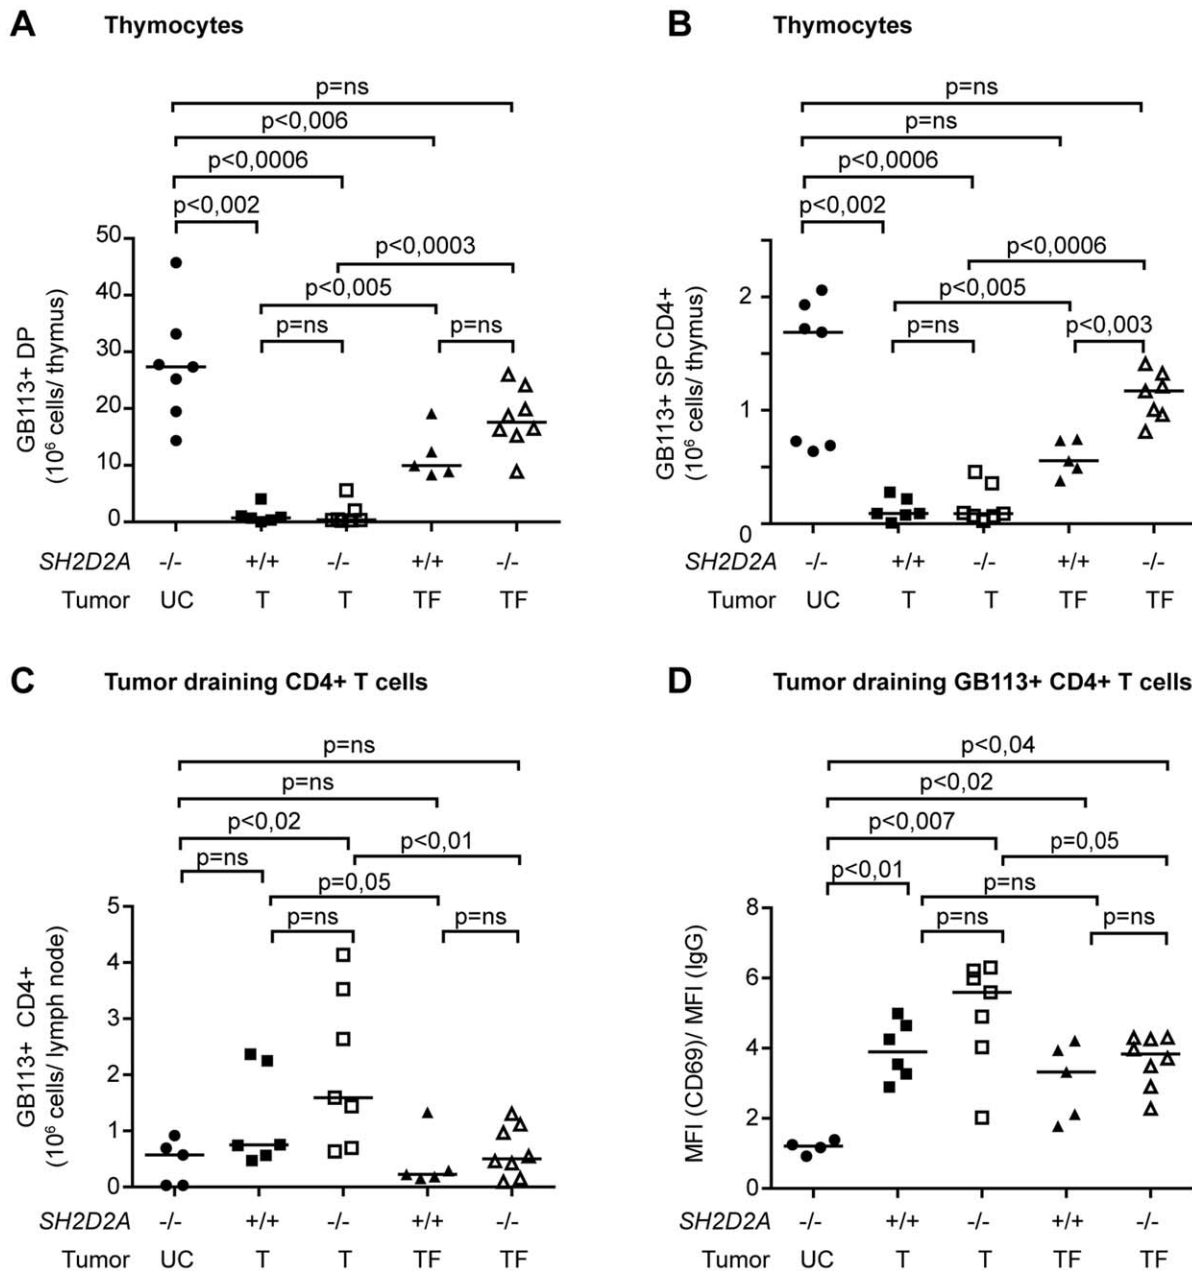 A Thymocytes
p=ns
p<0,006
p<0,0006
p<0,002
p<0,0003
p<0,005
p=ns p=ns
GB113+ DP
(10⁶ cells/ thymus)
50
40
30
20
10
0
SH2D2A -/- +/+ -/- +/+ -/-
Tumor UC T T TF TF
B Thymocytes
p=ns
p=ns
p<0,0006
p<0,002
p<0,0006
p<0,005
p=ns p<0,003
GB113+ SP CD4+
(10⁶ cells/ thymus)
2
1
0
SH2D2A -/- +/+ -/- +/+ -/-
Tumor UC T T TF TF
C Tumor draining CD4+ T cells
p=ns
p=ns
p<0,02
p<0,01
p=ns
p=0,05
p=ns p=ns
GB113+ CD4+
(10⁶ cells/ lymph node)
5
4
3
2
1
0
SH2D2A -/- +/+ -/- +/+ -/-
Tumor UC T T TF TF
D Tumor draining GB113+ CD4+ T cells
p<0,04
p<0,02
p<0,007
p=0,05
p<0,01
p=ns
p=ns p=ns
MFI (CD69)/ MFI (IgG)
8
6
4
2
0
SH2D2A -/- +/+ -/- +/+ -/-
Tumor UC T T TF TF